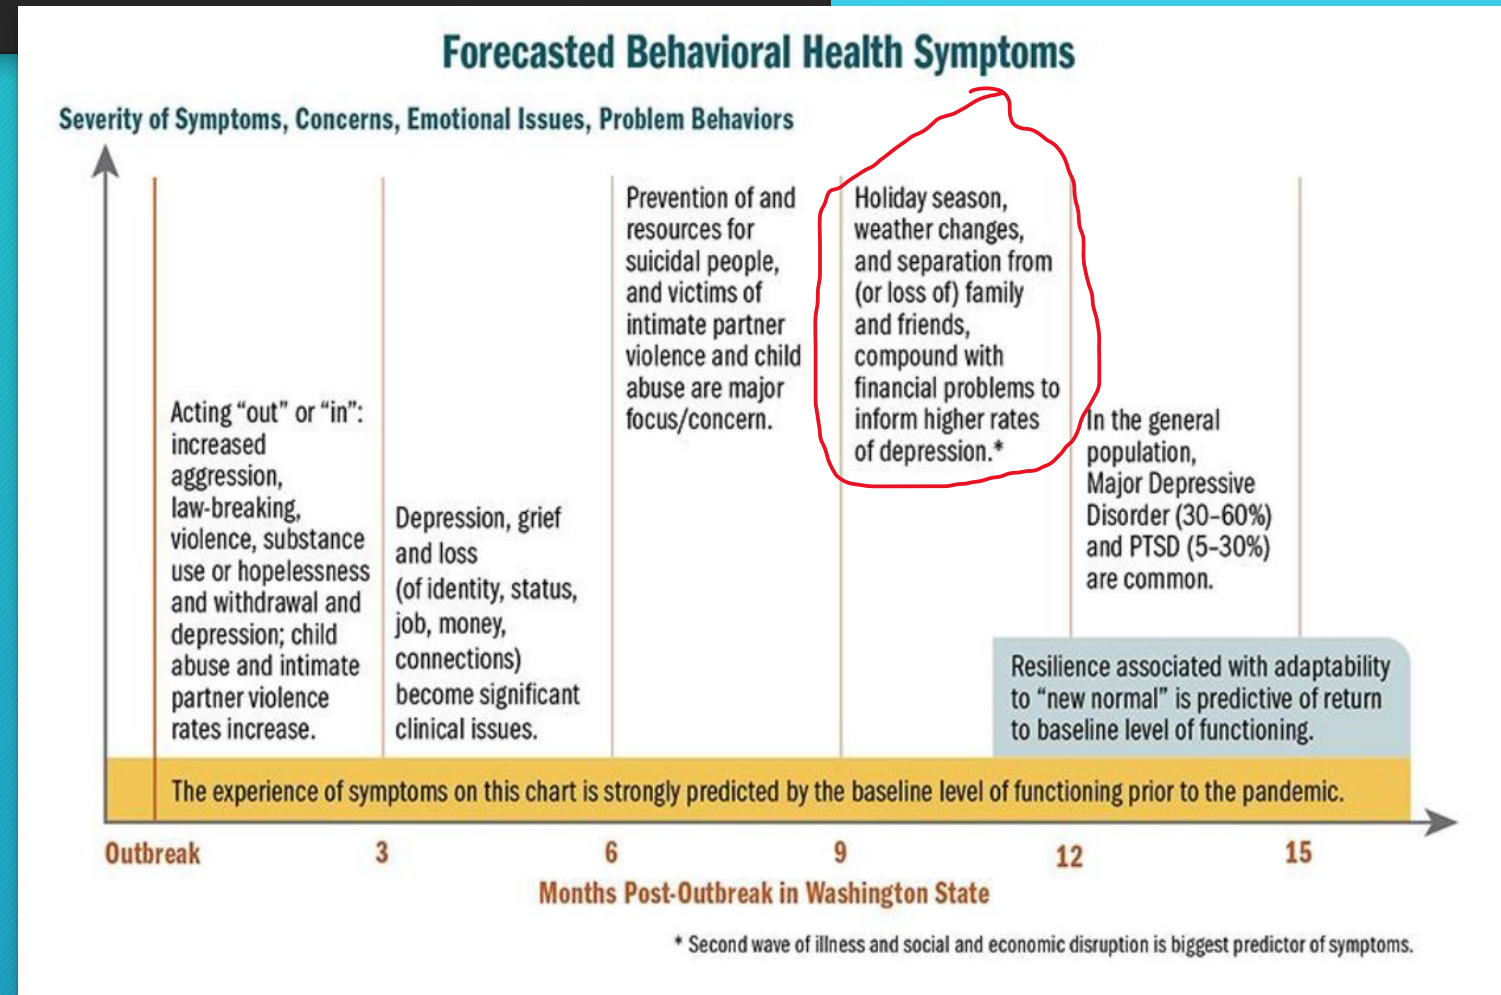 Forecasted Behavioral Health Symptoms
Severity of Symptoms, Concerns, Emotional Issues, Problem Behaviors
Acting “out” or “in”:
increased
aggression,
law-breaking,
violence, substance
use or hopelessness
and withdrawal and
depression; child
abuse and intimate
partner violence
rates increase.
Depression, grief
and loss
(of identity, status,
job, money,
connections)
become significant
clinical issues.
Prevention of and
resources for
suicidal people,
and victims of
intimate partner
violence and child
abuse are major
focus/concern.
Holiday season,
weather changes,
and separation from
(or loss of) family
and friends,
compound with
financial problems to
inform higher rates
of depression.*
In the general
population,
Major Depressive
Disorder (30–60%)
and PTSD (5–30%)
are common.
Resilience associated with adaptability
to “new normal” is predictive of return
to baseline level of functioning.
The experience of symptoms on this chart is strongly predicted by the baseline level of functioning prior to the pandemic.
Outbreak 3 6 9 12 15
Months Post-Outbreak in Washington State
* Second wave of illness and social and economic disruption is biggest predictor of symptoms.